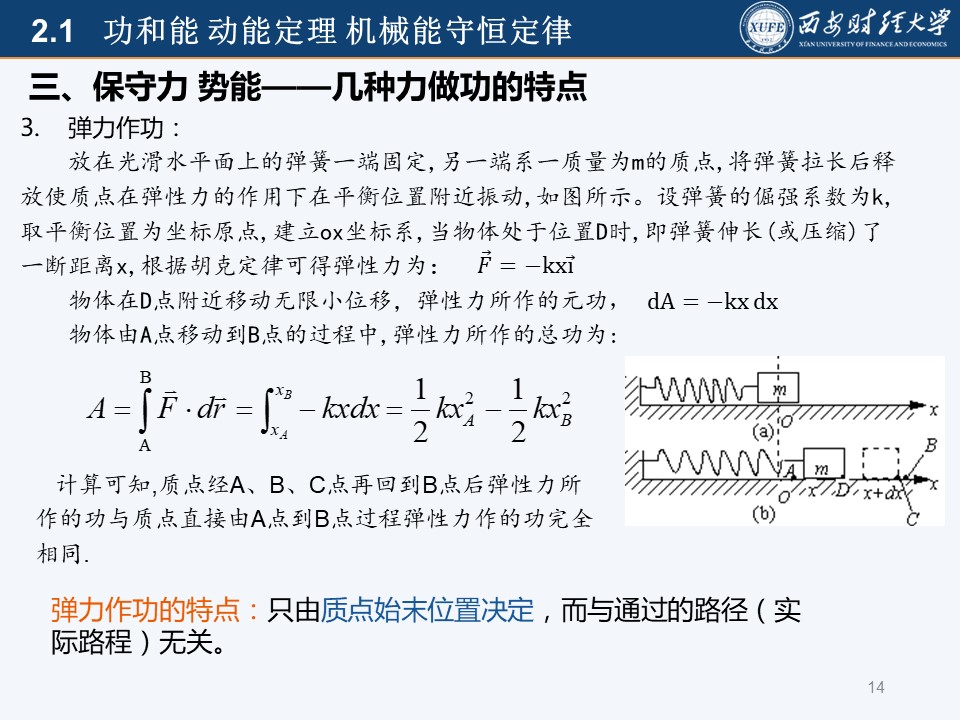 2.1 功和能 动能定理 机械能守恒定律
XUFE
西安财经大学
XI'AN UNIVERSITY OF FINANCE AND ECONOMICS
三、保守力 势能——几种力做功的特点
3. 弹力作功：
放在光滑水平面上的弹簧一端固定,另一端系一质量为m的质点,将弹簧拉长后释
放使质点在弹性力的作用下在平衡位置附近振动,如图所示。设弹簧的倔强系数为k,
取平衡位置为坐标原点,建立ox坐标系,当物体处于位置D时,即弹簧伸长(或压缩)了
一断距离x,根据胡克定律可得弹性力为: F⃗ = −kxi⃗
物体在D点附近移动无限小位移，弹性力所作的元功， dA = −kx dx
物体由A点移动到B点的过程中,弹性力所作的总功为:
A = ∫_A^B F⃗ · dr⃗ = ∫_{x_A}^{x_B} − kxdx = 1/2 kx_A^2 − 1/2 kx_B^2
m
O
x
(a)
A
m
B
O
x
D
x+dx
x
C
(b)
计算可知,质点经A、B、C点再回到B点后弹性力所
作的功与质点直接由A点到B点过程弹性力作的功完全
相同.
弹力作功的特点：只由质点始末位置决定，而与通过的路径（实
际路程）无关。
14